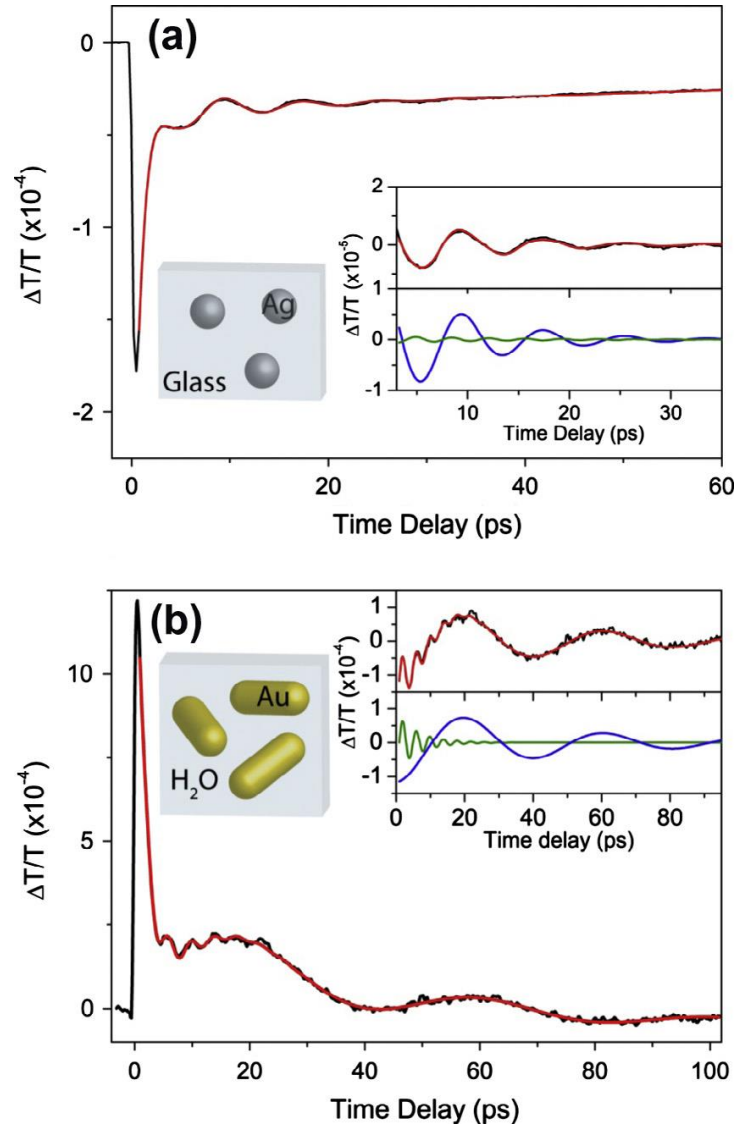 (a)
0
-1
-2
ΔT/T (x10⁻⁴)
Ag
Glass
2
0
1
0
-1
ΔT/T (x10⁻⁵)
10 20 30
Time Delay (ps)
0 20 40 60
Time Delay (ps)
(b)
10
5
0
ΔT/T (x10⁻⁴)
Au
H₂O
1
0
-1
1
0
-1
ΔT/T (x10⁻⁴)
0 20 40 60 80
Time delay (ps)
0 20 40 60 80 100
Time Delay (ps)